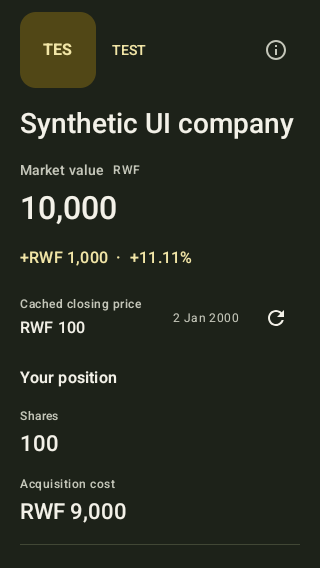 TES
TEST
Synthetic UI company
Market value RWF
10,000
+RWF 1,000 · +11.11%
Cached closing price
RWF 100
2 Jan 2000
Your position
Shares
100
Acquisition cost
RWF 9,000